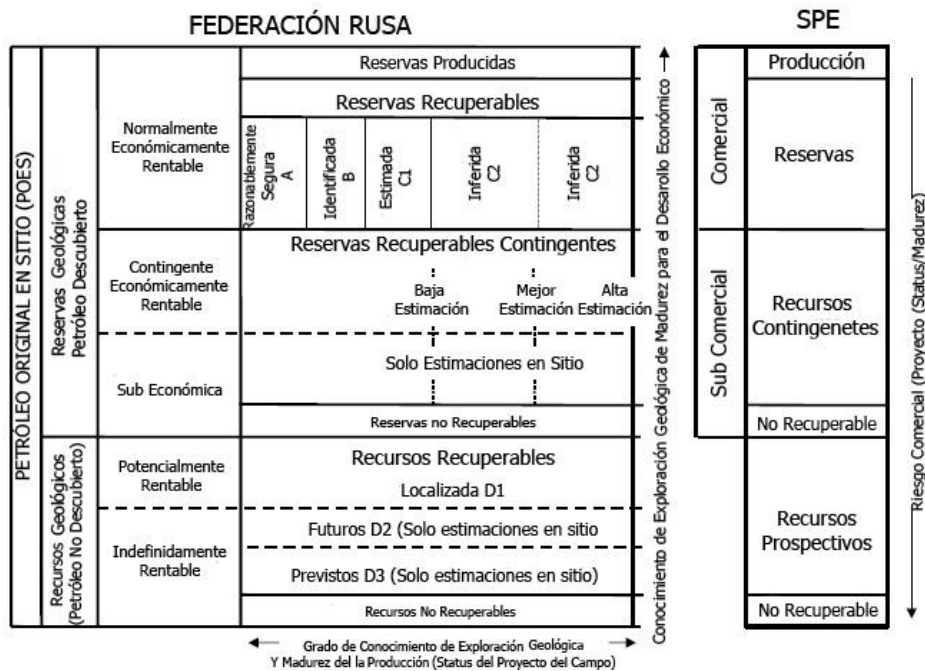 FEDERACIÓN RUSA
SPE
PETRÓLEO ORIGINAL EN SITIO (POES)
Reservas Geológicas
Petróleo Descubierto
Normalmente
Económicamente
Rentable
Reservas Producidas
Reservas Recuperables
Razonablemente
Segura
A
Identificada
B
Estimada
C1
Inferida
C2
Inferida
C2
Contingente
Económicamente
Rentable
Reservas Recuperables Contingentes
Baja
Estimación
Mejor
Estimación
Alta
Estimación
Sub Económica
Solo Estimaciones en Sitio
Reservas no Recuperables
Recursos Geológicos
(Petróleo No Descubierto)
Potencialmente
Rentable
Recursos Recuperables
Localizada D1
Indefinidamente
Rentable
Futuros D2 (Solo estimaciones en sitio
Previstos D3 (Solo estimaciones en sitio)
Recursos No Recuperables
Grado de Conocimiento de Exploración Geológica
Y Madurez del la Producción (Status del Proyecto del Campo)
Conocimiento de Exploración Geológica de Madurez para el Desarollo Económico
Comercial
Producción
Reservas
Sub Comercial
Recursos
Contingenetes
No Recuperable
Recursos
Prospectivos
No Recuperable
Riesgo Comercial (Proyecto (Status/Madurez)